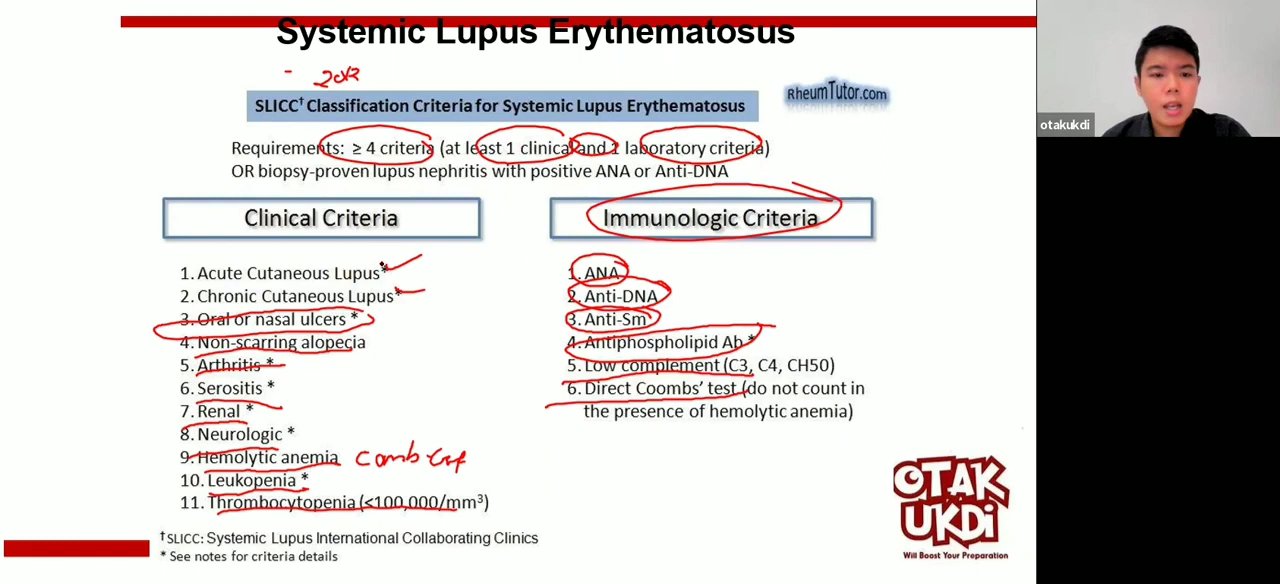 Systemic Lupus Erythematosus
2012
SLICC† Classification Criteria for Systemic Lupus Erythematosus
RheumTutor.com
otakukdi
Requirements: ≥ 4 criteria (at least 1 clinical and 1 laboratory criteria)
OR biopsy-proven lupus nephritis with positive ANA or Anti-DNA
Clinical Criteria
1. Acute Cutaneous Lupus*
2. Chronic Cutaneous Lupus*
3. Oral or nasal ulcers *
4. Non-scarring alopecia
5. Arthritis *
6. Serositis *
7. Renal *
8. Neurologic *
9. Hemolytic anemia
10. Leukopenia *
11. Thrombocytopenia (<100,000/mm³)
Immunologic Criteria
1. ANA
2. Anti-DNA
3. Anti-Sm
4. Antiphospholipid Ab *
5. Low complement (C3, C4, CH50)
6. Direct Coombs' test (do not count in
the presence of hemolytic anemia)
†SLICC: Systemic Lupus International Collaborating Clinics
* See notes for criteria details
OTAK
UKDi
Will Boost Your Preparation